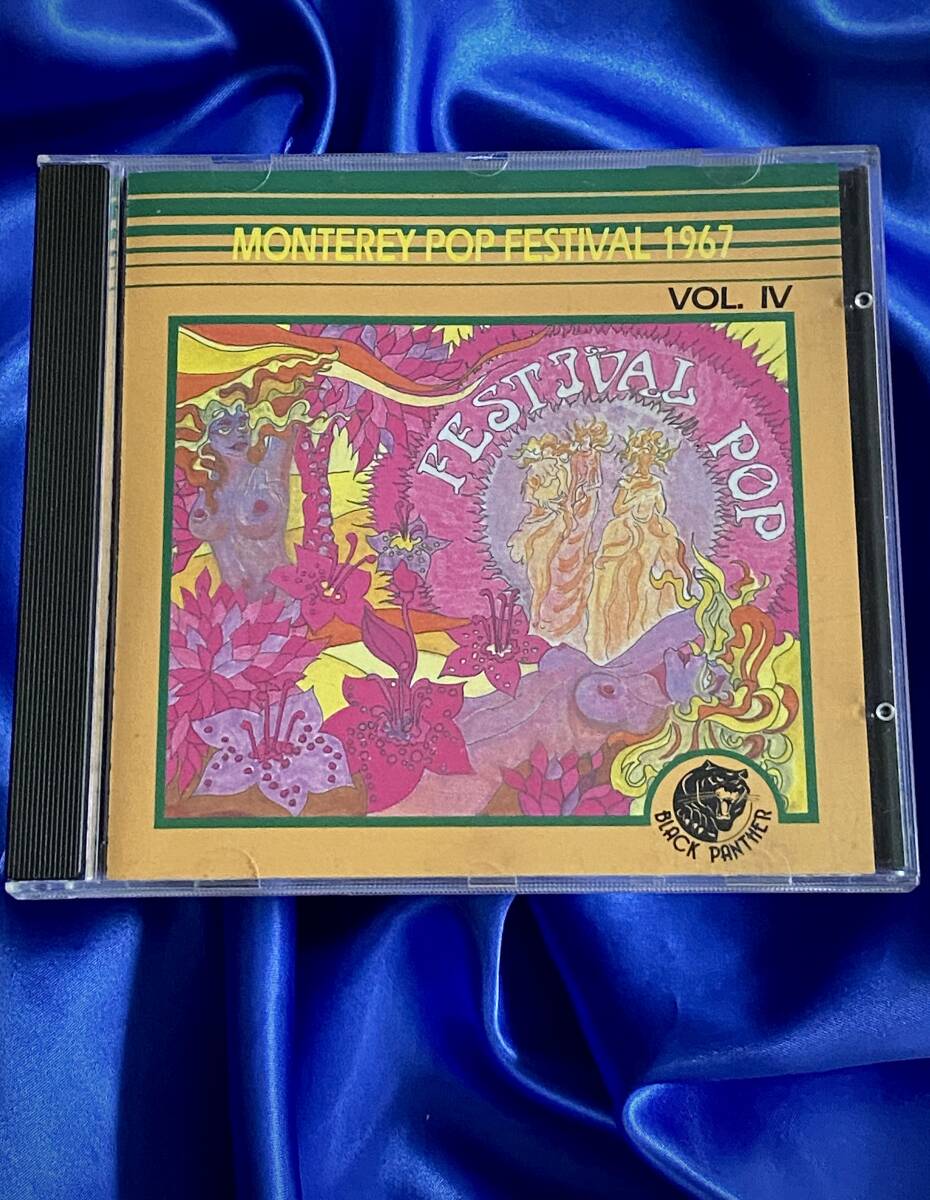 MONTEREY POP FESTIVAL 1967
VOL. IV
FESTIVAL POP
BLACK PANTHER